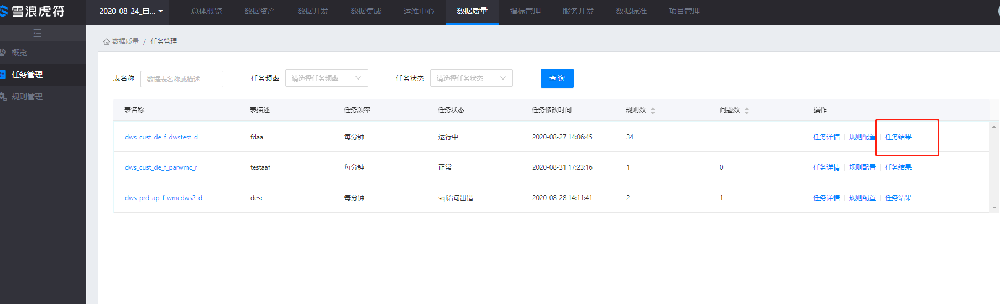 雪浪虎符 2020-08-24_自... 总体概览 数据资产 数据开发 数据集成 运维中心 数据质量 指标管理 服务开发 数据标准 项目管理
数据质量 / 任务管理
概览
任务管理
规则管理
表名称 数据表名称或描述 任务频率 请选择任务频率 任务状态 请选择任务状态 查 询
表名称 表描述 任务频率 任务状态 任务修改时间 规则数 问题数 操作
dws_cust_de_f_dwstest_d fdaa 每分钟 运行中 2020-08-27 14:06:45 34 任务详情 规则配置 任务结果
dws_cust_de_f_parwmc_r testaaf 每分钟 正常 2020-08-31 17:23:16 1 0 任务详情 规则配置 任务结果
dws_prd_ap_f_wmcdws2_d desc 每分钟 sql语句出错 2020-08-28 14:11:41 2 1 任务详情 规则配置 任务结果